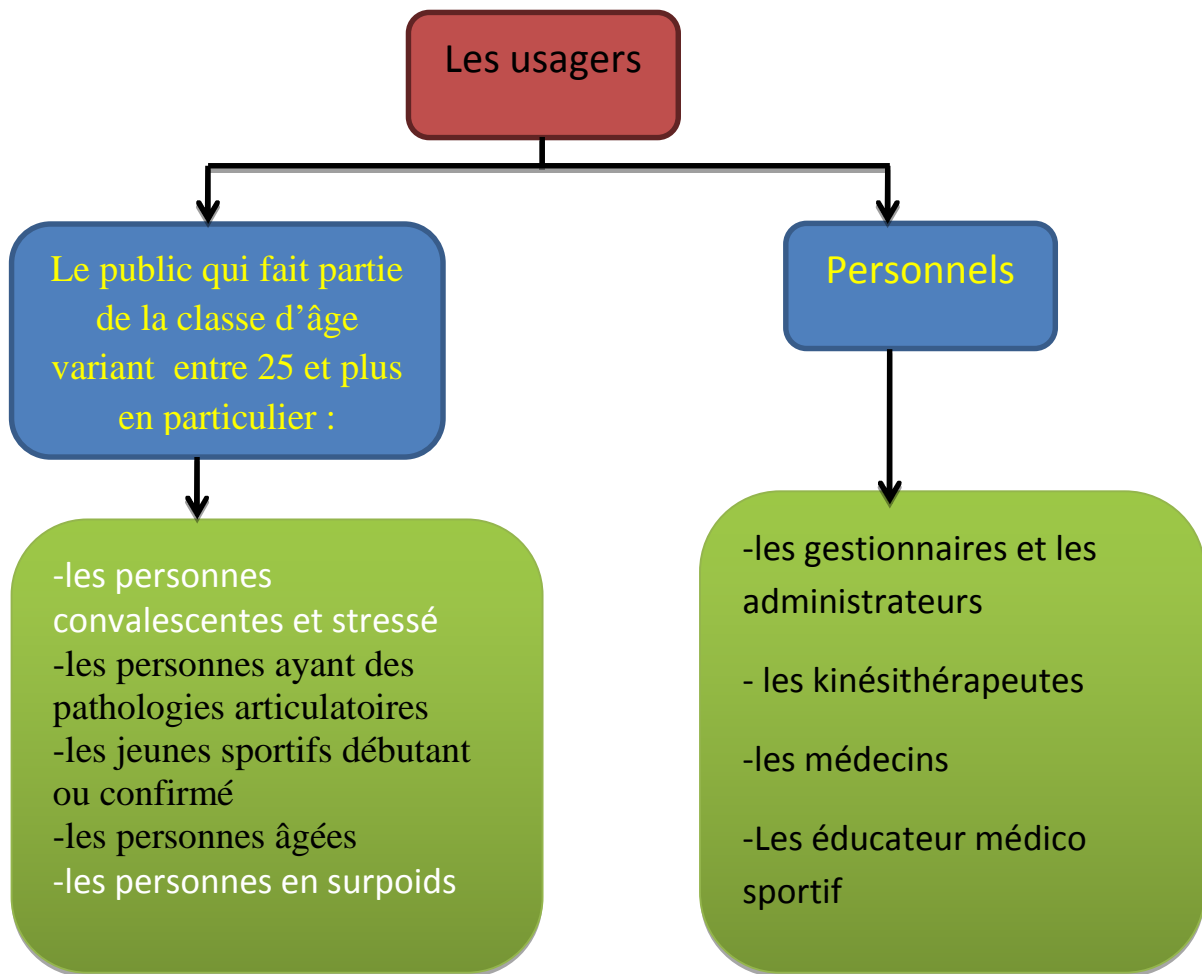 Les usagers
Le public qui fait partie
de la classe d’âge
variant  entre 25 et plus
en particulier :
Personnels
-les personnes
convalescentes et stressé
-les personnes ayant des
pathologies articulatoires
-les jeunes sportifs débutant
ou confirmé
-les personnes âgées
-les personnes en surpoids
-les gestionnaires et les
administrateurs
- les kinésithérapeutes
-les médecins
-Les éducateur médico
sportif